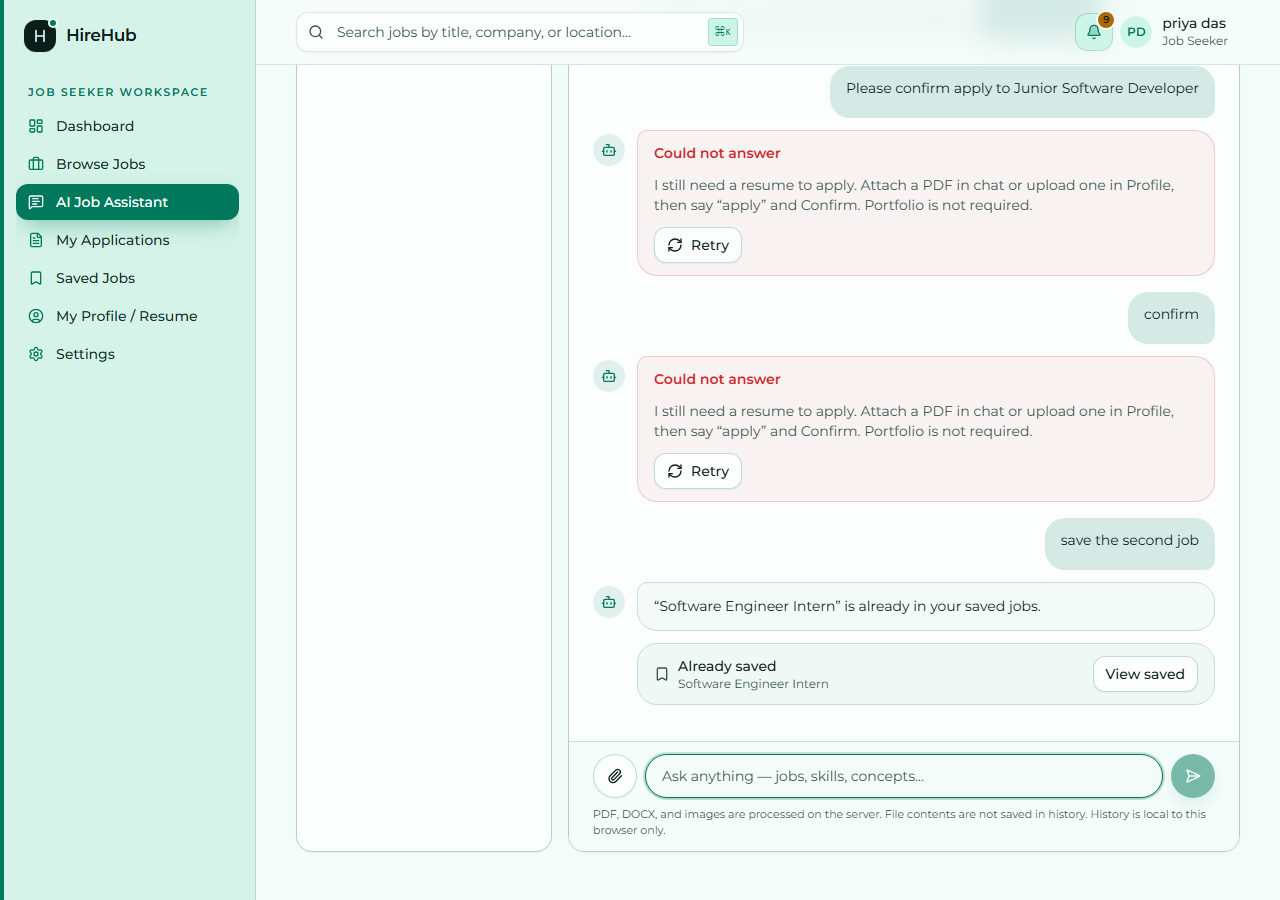 H
HireHub
Search jobs by title, company, or location...
⌘K
9
PD
priya das
Job Seeker
JOB SEEKER WORKSPACE
Dashboard
Browse Jobs
AI Job Assistant
My Applications
Saved Jobs
My Profile / Resume
Settings
Please confirm apply to Junior Software Developer
Could not answer
I still need a resume to apply. Attach a PDF in chat or upload one in Profile,
then say “apply” and Confirm. Portfolio is not required.
Retry
confirm
Could not answer
I still need a resume to apply. Attach a PDF in chat or upload one in Profile,
then say “apply” and Confirm. Portfolio is not required.
Retry
save the second job
“Software Engineer Intern” is already in your saved jobs.
Already saved
Software Engineer Intern
View saved
Ask anything — jobs, skills, concepts...
PDF, DOCX, and images are processed on the server. File contents are not saved in history. History is local to this
browser only.